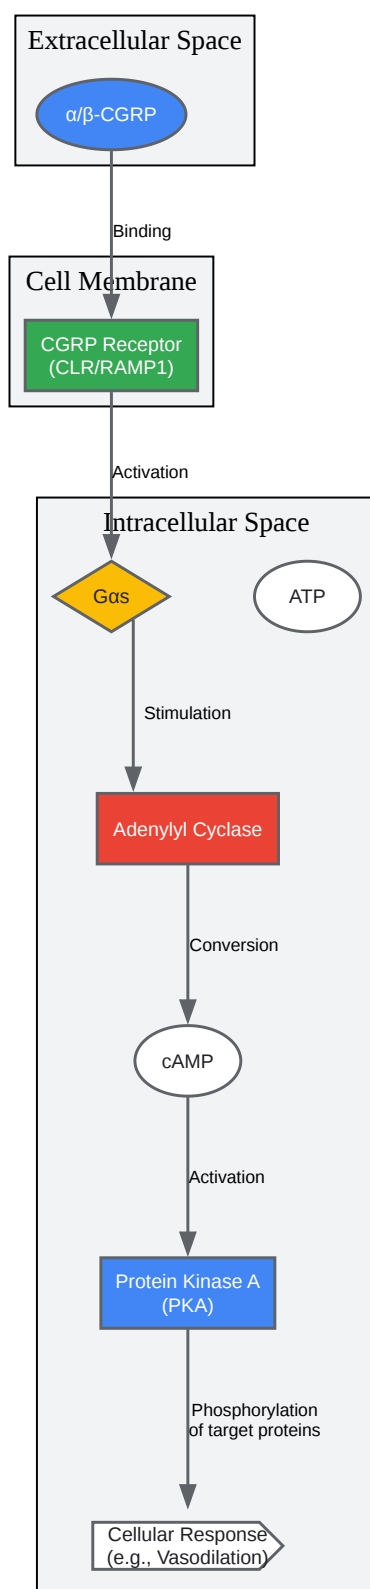 Extracellular Space
α/β-CGRP
Binding
Cell Membrane
CGRP Receptor
(CLR/RAMP1)
Activation
Intracellular Space
Gαs
ATP
Stimulation
Adenylyl Cyclase
Conversion
cAMP
Activation
Protein Kinase A
(PKA)
Phosphorylation
of target proteins
Cellular Response
(e.g., Vasodilation)